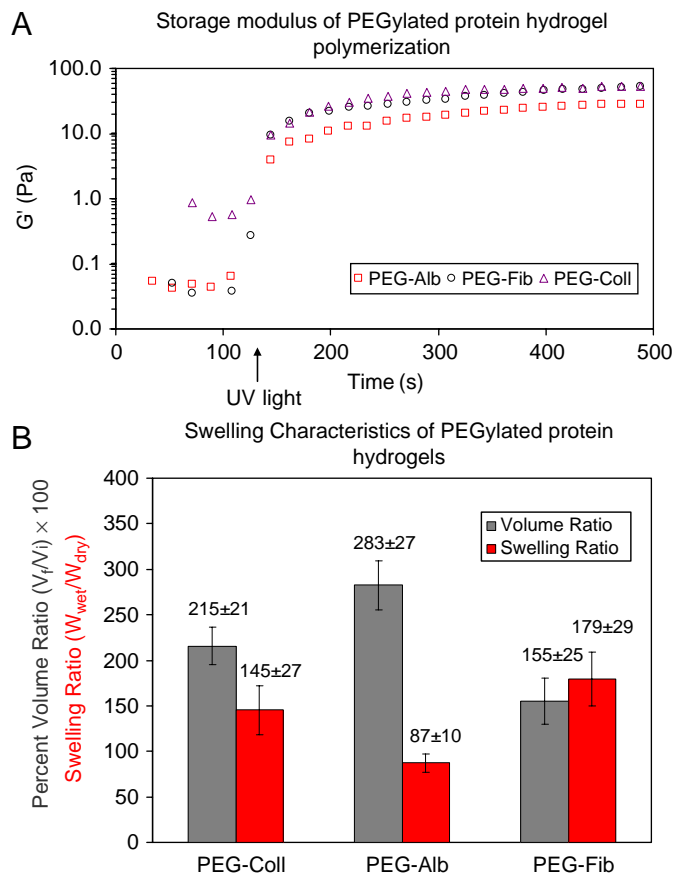 A
Storage modulus of PEGylated protein hydrogel
polymerization
100.0
10.0
1.0
0.1
0.0
G' (Pa)
PEG-Alb PEG-Fib PEG-Coll
0 100 200 300 400 500
Time (s)
UV light
B
Swelling Characteristics of PEGylated protein
hydrogels
Percent Volume Ratio (Vf/Vi) × 100
Swelling Ratio (Wwet/Wdry)
400
350
300
250
200
150
100
50
0
Volume Ratio
Swelling Ratio
215±21
145±27
283±27
87±10
155±25
179±29
PEG-Coll PEG-Alb PEG-Fib